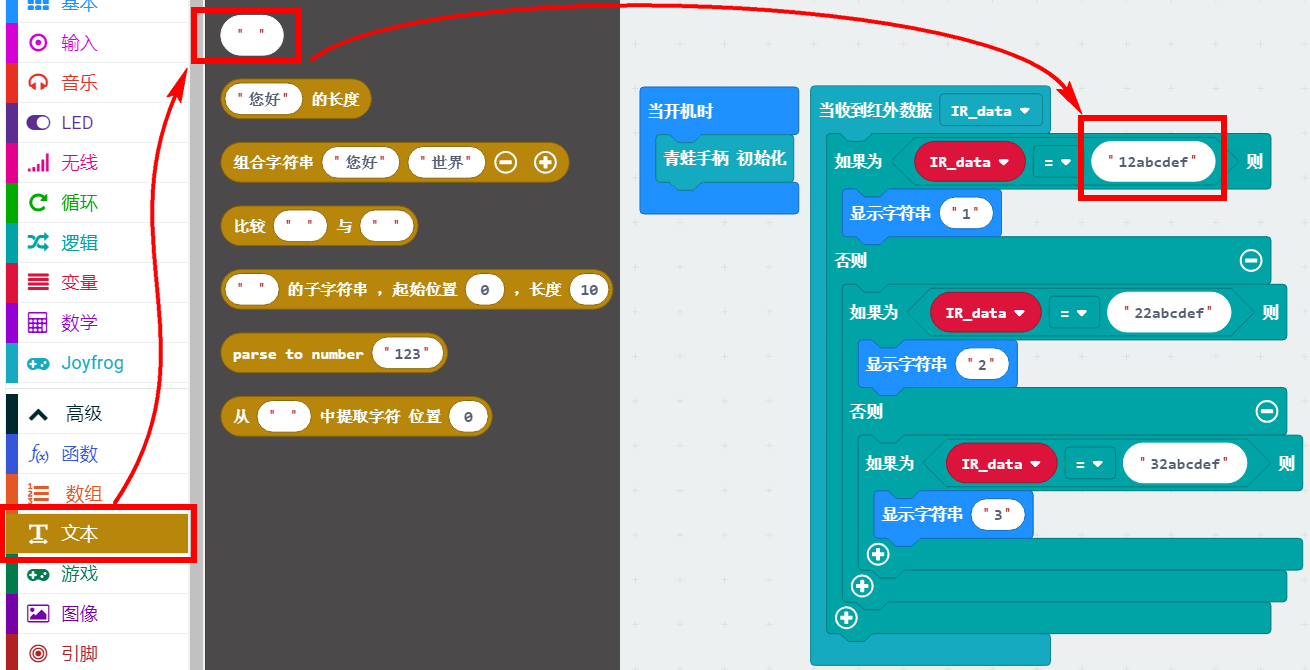 基本
输入
音乐
LED
无线
循环
逻辑
变量
数学
Joyfrog
高级
函数
数组
文本
游戏
图像
引脚
" "
"您好" 的长度
组合字符串 "您好" "世界"
比较 " " 与 " "
" " 的子字符串 ，起始位置 0 ，长度 10
parse to number "123"
从 " " 中提取字符 位置 0
当开机时
青蛙手柄 初始化
当收到红外数据 IR_data
如果为 IR_data = "12abcdef" 则
显示字符串 "1"
否则
如果为 IR_data = "22abcdef" 则
显示字符串 "2"
否则
如果为 IR_data = "32abcdef" 则
显示字符串 "3"